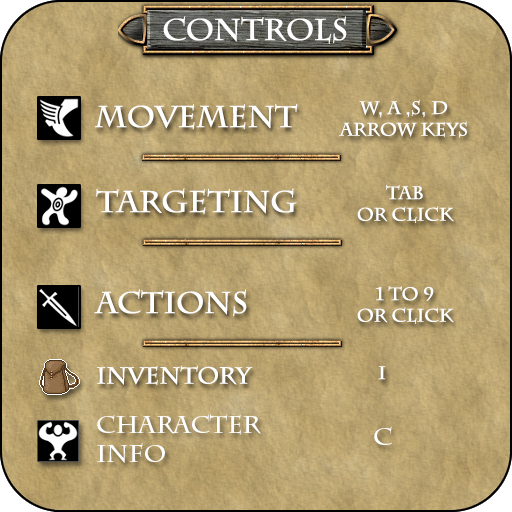 CONTROLS
MOVEMENT
W, A ,S, D
ARROW KEYS
TARGETING
TAB
OR CLICK
ACTIONS
1 TO 9
OR CLICK
INVENTORY
I
CHARACTER
INFO
C